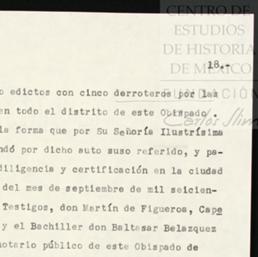 CENTRO DE
ESTUDIOS
DE HISTORIA
DE MÉXICO
18.-
o edictos con cinco derroteros por las
en todo el distrito de este Obispado.
la forma que por Su Señoría Ilustrísima
ndó por dicho auto suso referido, y pa-
diligencia y certificación en la ciudad
del mes de septiembre de mil seicien-
Testigos, don Martín de Figueroa, Cape
y el Bachiller don Baltasar Belazquez
notario público de este Obispado de